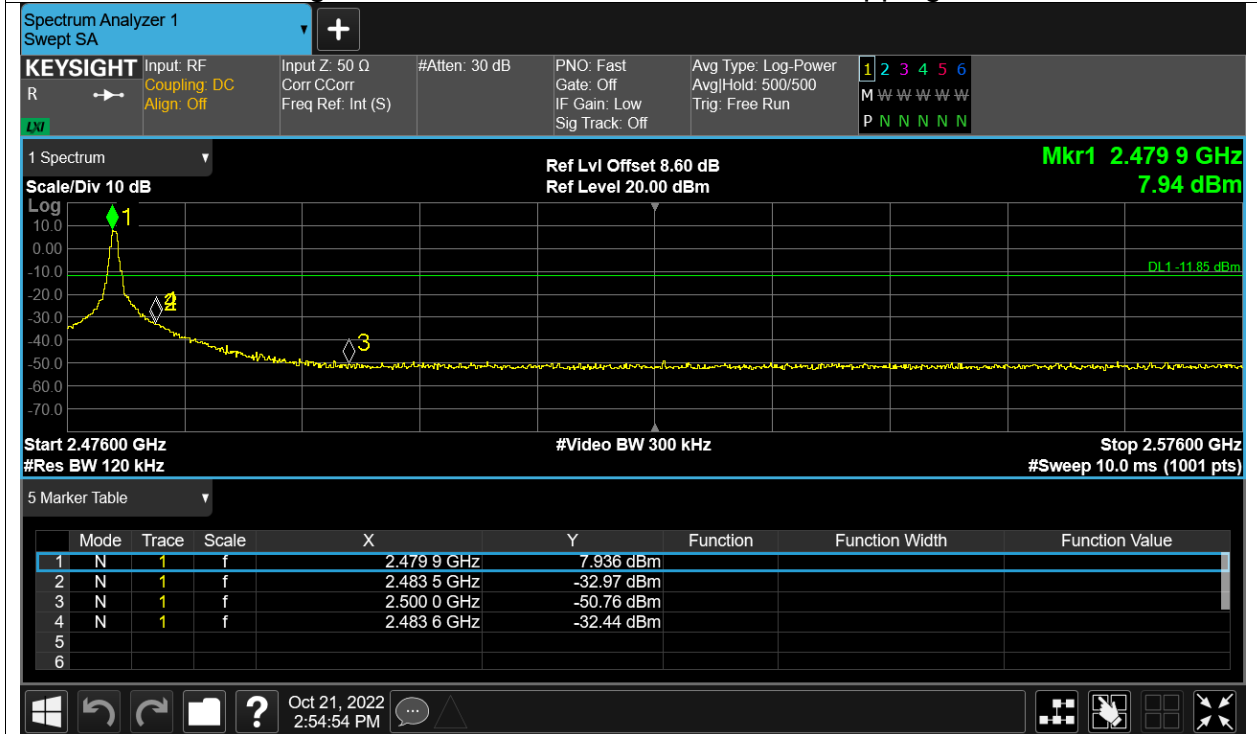 Spectrum Analyzer 1
Swept SA
KEYSIGHT Input: RF Input Z: 50 Ω #Atten: 30 dB PNO: Fast Avg Type: Log-Power 1 2 3 4 5 6
R Coupling: DC Corr CCorr Gate: Off Avg|Hold: 500/500 M W W W W W
Align: Off Freq Ref: Int (S) IF Gain: Low Trig: Free Run
LXI Sig Track: Off P N N N N N
1 Spectrum Ref Lvl Offset 8.60 dB Mkr1 2.479 9 GHz
Scale/Div 10 dB Ref Level 20.00 dBm 7.94 dBm
Log
1
10.0
0.00
-10.0 DL1 -11.85 dBm
-20.0
2 4
-30.0
-40.0 3
-50.0
-60.0
-70.0
Start 2.47600 GHz #Video BW 300 kHz Stop 2.57600 GHz
#Res BW 120 kHz #Sweep 10.0 ms (1001 pts)
5 Marker Table
Mode Trace Scale X Y Function Function Width Function Value
1 N 1 f 2.479 9 GHz 7.936 dBm
2 N 1 f 2.483 5 GHz -32.97 dBm
3 N 1 f 2.500 0 GHz -50.76 dBm
4 N 1 f 2.483 6 GHz -32.44 dBm
5
6
? Oct 21, 2022
2:54:54 PM